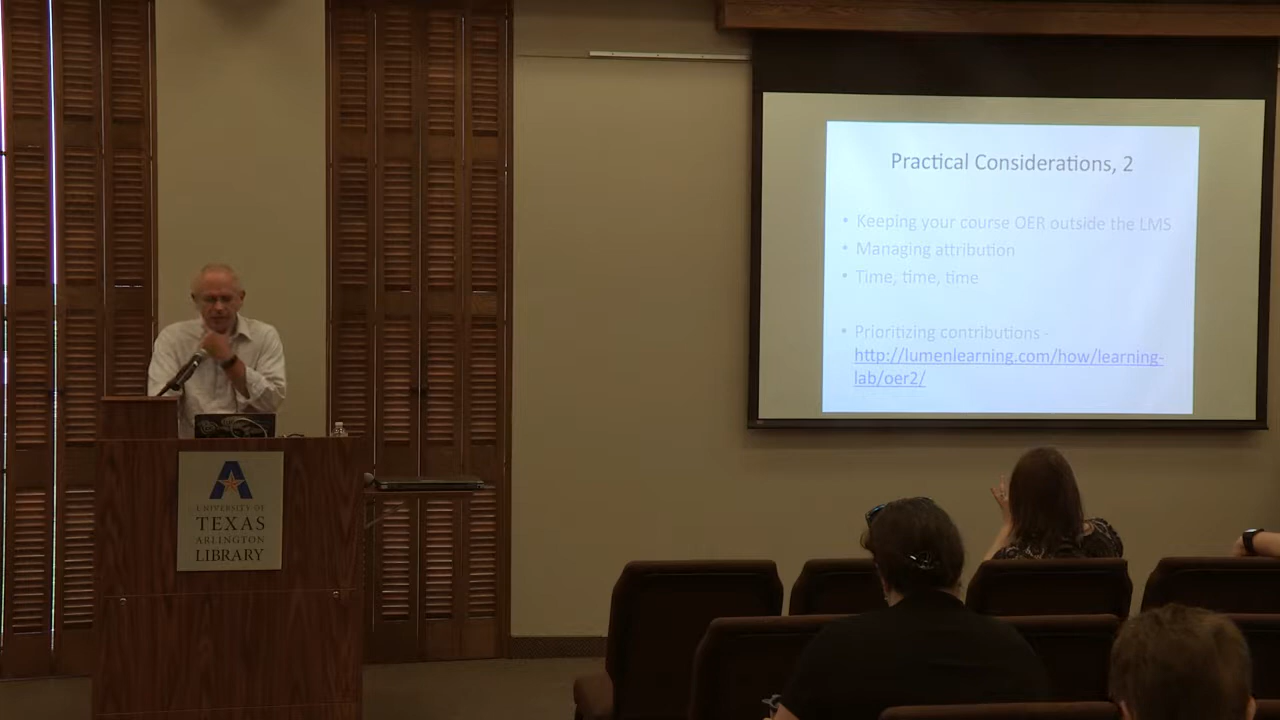 Practical Considerations, 2
• Keeping your course OER outside the LMS
• Managing attribution
• Time, time, time
• Prioritizing contributions -
http://lumenlearning.com/how/learning-
lab/oer2/
UNIVERSITY OF
TEXAS
ARLINGTON
LIBRARY